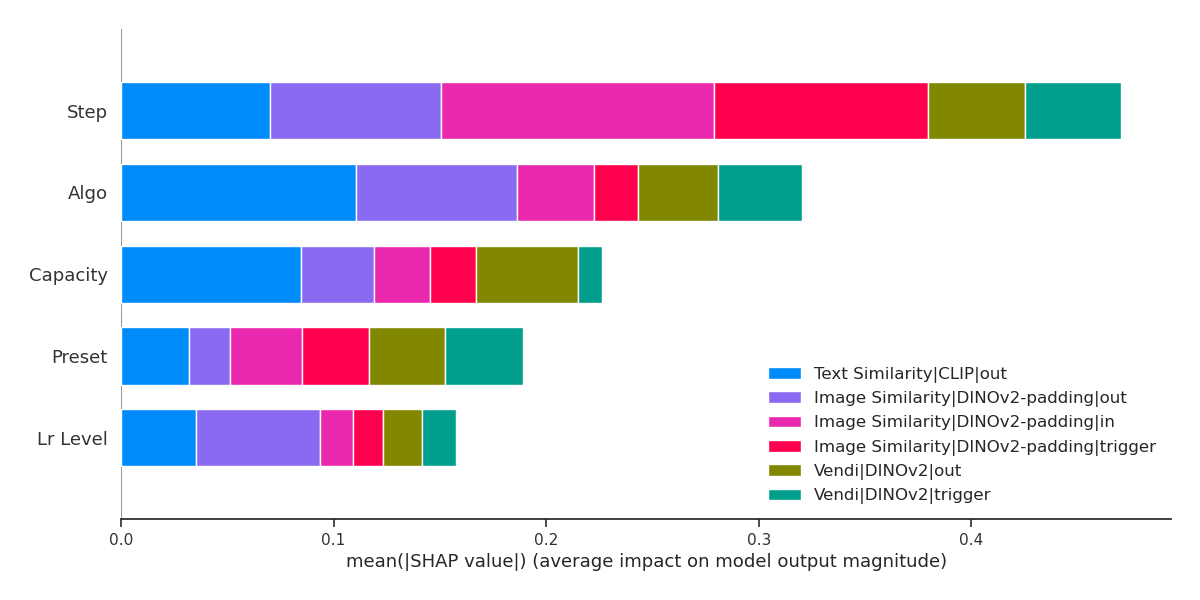 Step
Algo
Capacity
Preset
Lr Level
Text Similarity|CLIP|out
Image Similarity|DINOv2-padding|out
Image Similarity|DINOv2-padding|in
Image Similarity|DINOv2-padding|trigger
Vendi|DINOv2|out
Vendi|DINOv2|trigger
0.0 0.1 0.2 0.3 0.4
mean(|SHAP value|) (average impact on model output magnitude)